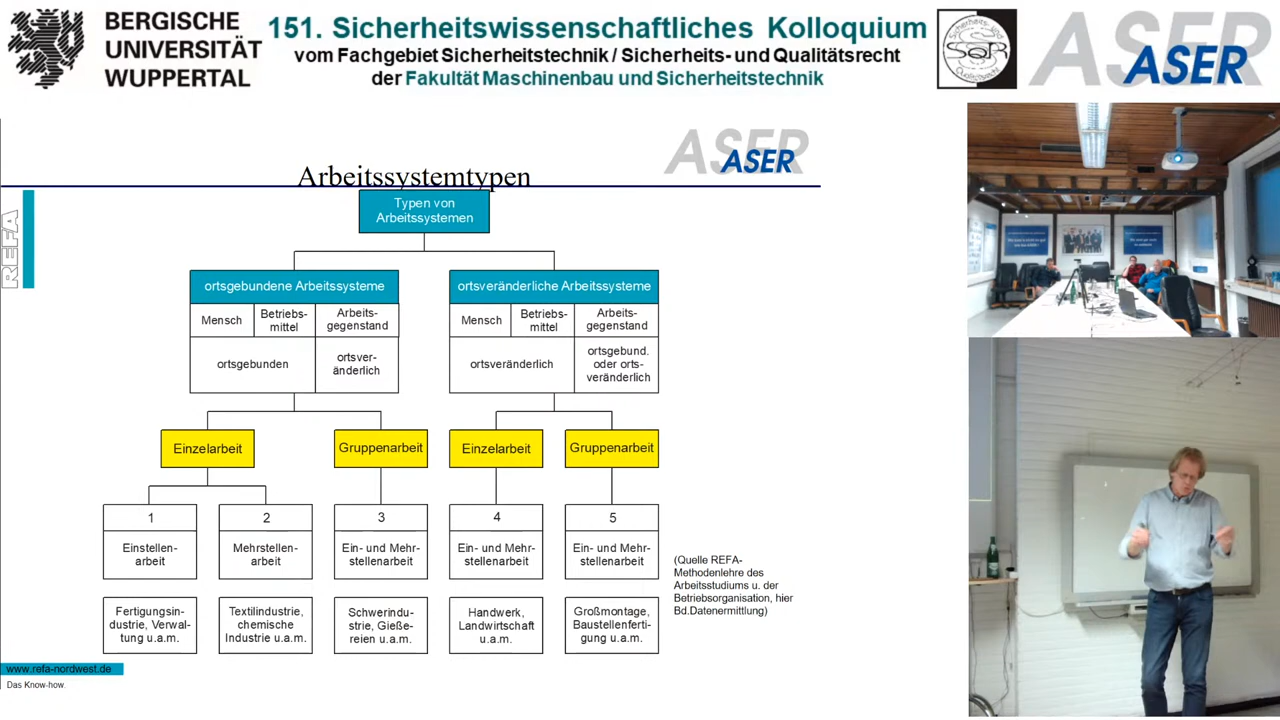 BERGISCHE
UNIVERSITÄT
WUPPERTAL
151. Sicherheitswissenschaftliches Kolloquium
vom Fachgebiet Sicherheitstechnik / Sicherheits- und Qualitätsrecht
der Fakultät Maschinenbau und Sicherheitstechnik
SQR
ASER
ASER
ASER
ASER
Arbeitssystemtypen
REFA
Typen von
Arbeitssystemen
ortsgebundene Arbeitssysteme
Mensch
Betriebs-
mittel
Arbeits-
gegenstand
ortsgebunden
ortsver-
änderlich
ortsveränderliche Arbeitssysteme
Mensch
Betriebs-
mittel
Arbeits-
gegenstand
ortsveränderlich
ortsgebund.
oder orts-
veränderlich
Einzelarbeit
Gruppenarbeit
Einzelarbeit
Gruppenarbeit
1
Einstellen-
arbeit
2
Mehrstellen-
arbeit
3
Ein- und Mehr-
stellenarbeit
4
Ein- und Mehr-
stellenarbeit
5
Ein- und Mehr-
stellenarbeit
Fertigungsin-
dustrie, Verwal-
tung u.a.m.
Textilindustrie,
chemische
Industrie u.a.m.
Schwerindu-
strie, Gieße-
reien u.a.m.
Handwerk,
Landwirtschaft
u.a.m.
Großmontage,
Baustellenferti-
gung u.a.m.
(Quelle REFA-
Methodenlehre des
Arbeitsstudiums u. der
Betriebsorganisation, hier
Bd.Datenermittlung)
www.refa-nordwest.de
Das Know-how.